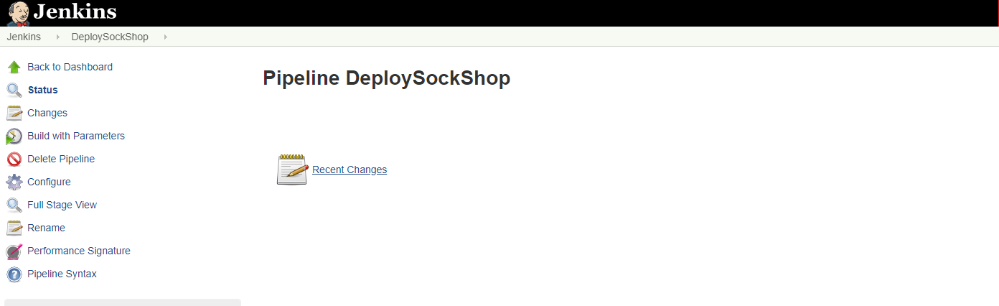 Jenkins
Jenkins DeploySockShop
Back to Dashboard
Status
Changes
Build with Parameters
Delete Pipeline
Configure
Full Stage View
Rename
Performance Signature
Pipeline Syntax
Pipeline DeploySockShop
Recent Changes